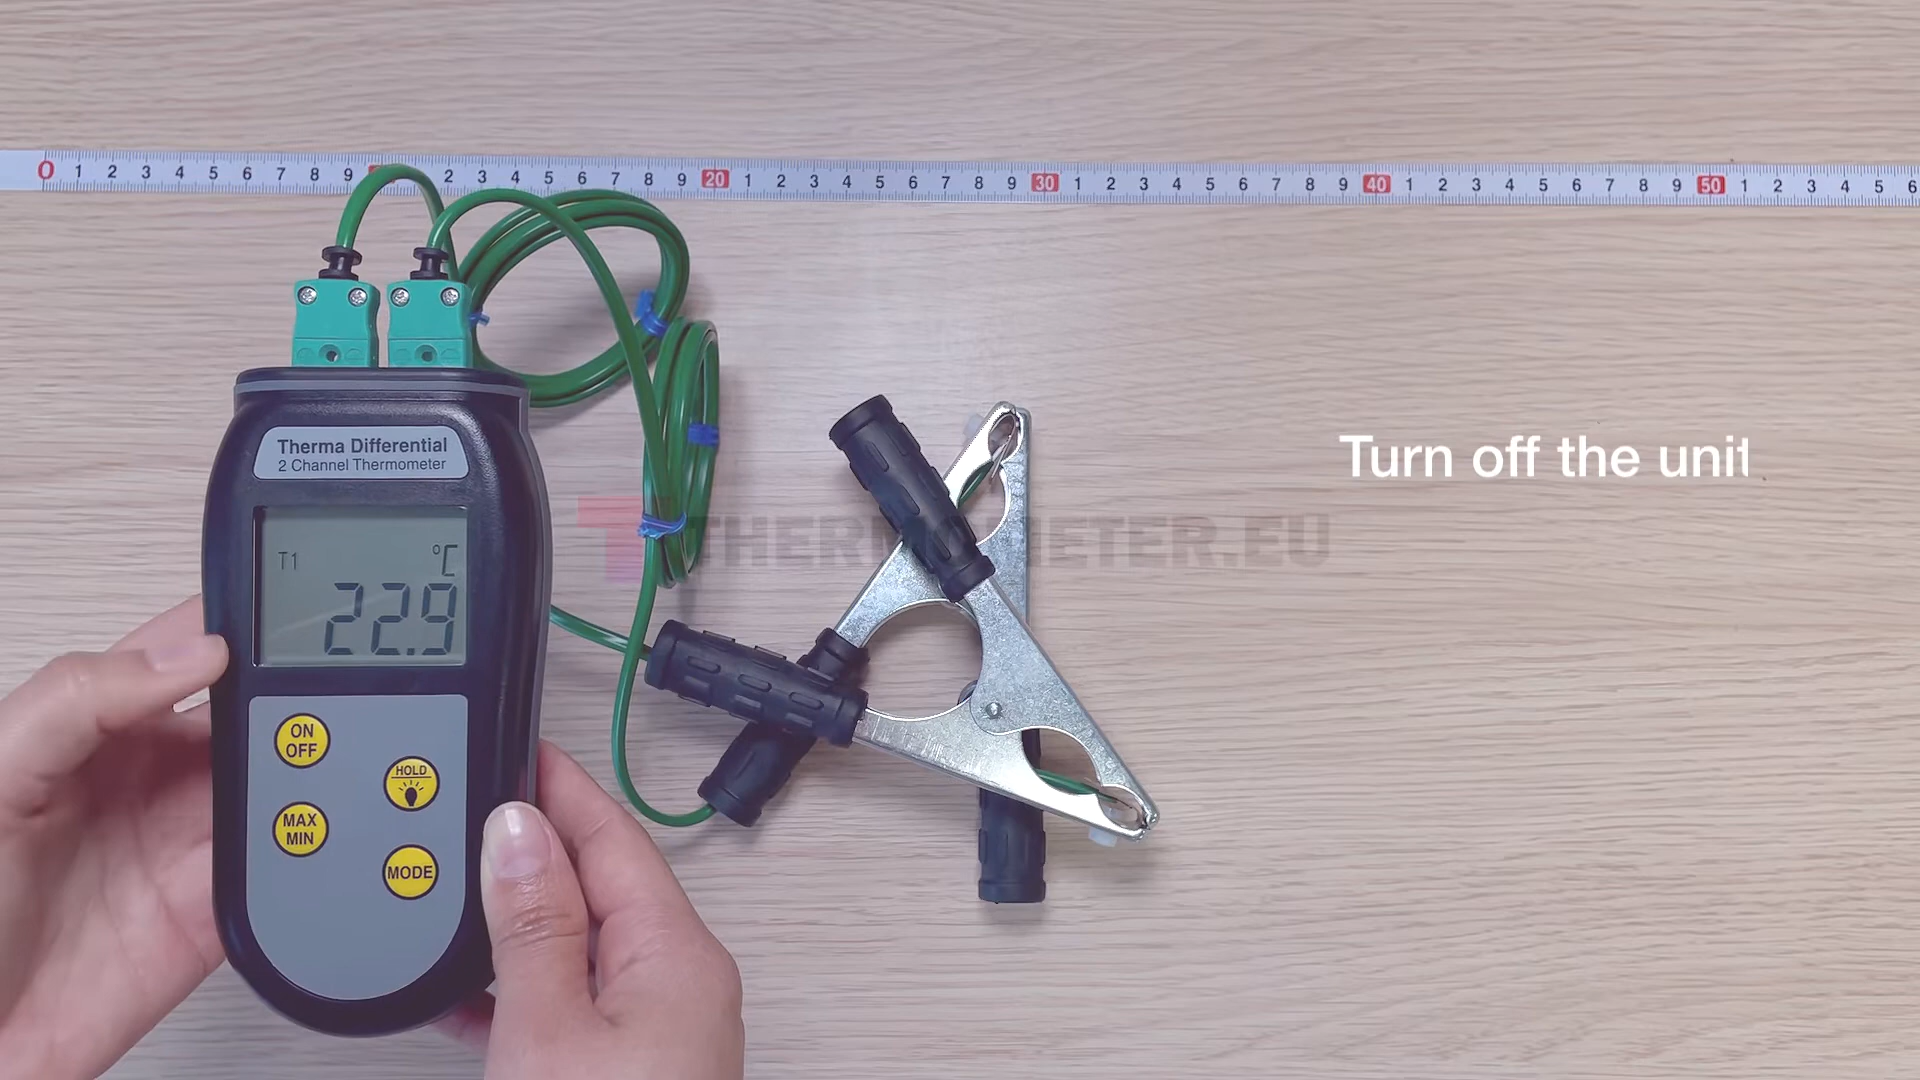 0 1 2 3 4 5 6 7 8 9 2 3 4 5 6 7 8 9 20 1 2 3 4 5 6 7 8 9 30 1 2 3 4 5 6 7 8 9 40 1 2 3 4 5 6 7 8 9 50 1 2 3 4 5 6
Therma Differential
2 Channel Thermometer
Turn off the unit
THERMOMETER.EU
T1 °C
22.9
ON
OFF
HOLD
MAX
MIN
MODE